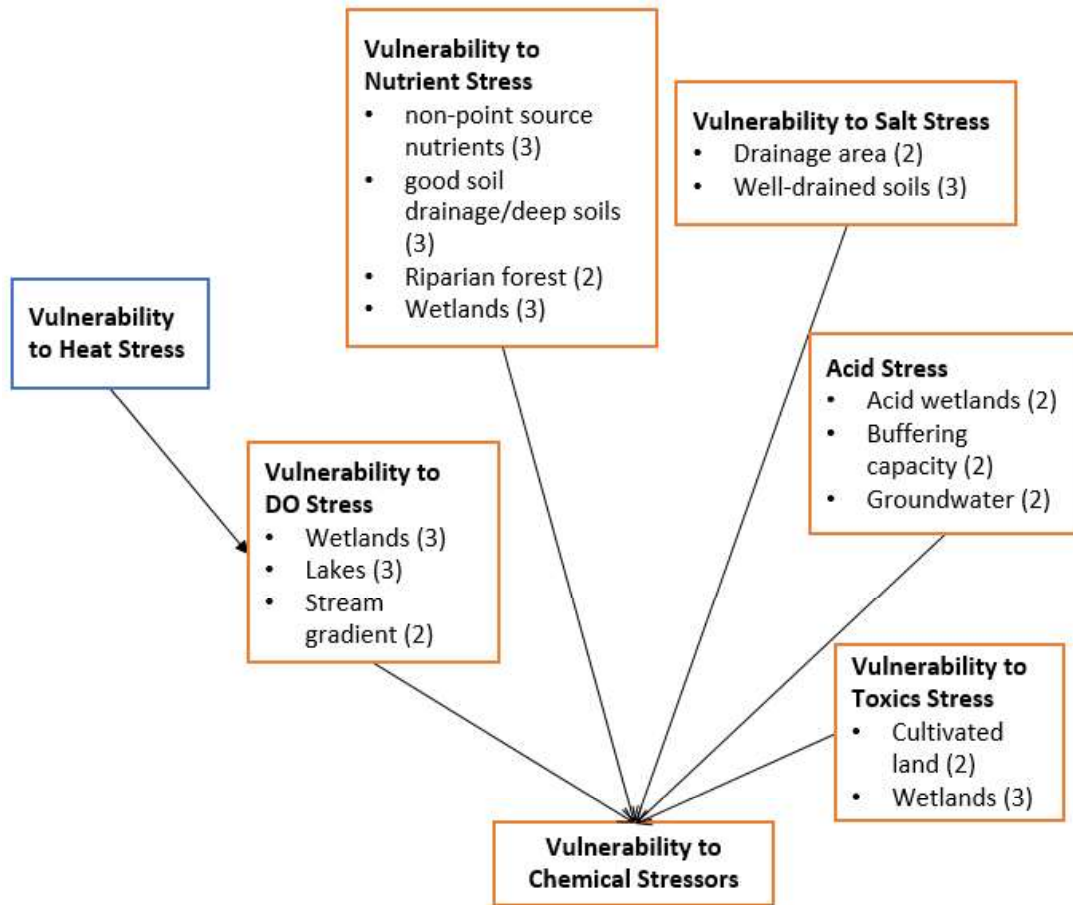 Vulnerability to
Nutrient Stress
• non-point source
nutrients (3)
• good soil
drainage/deep soils
(3)
• Riparian forest (2)
• Wetlands (3)
Vulnerability to Salt Stress
• Drainage area (2)
• Well-drained soils (3)
Vulnerability
to Heat Stress
Acid Stress
• Acid wetlands (2)
• Buffering
capacity (2)
• Groundwater (2)
Vulnerability to
DO Stress
• Wetlands (3)
• Lakes (3)
• Stream
gradient (2)
Vulnerability to
Toxics Stress
• Cultivated
land (2)
• Wetlands (3)
Vulnerability to
Chemical Stressors